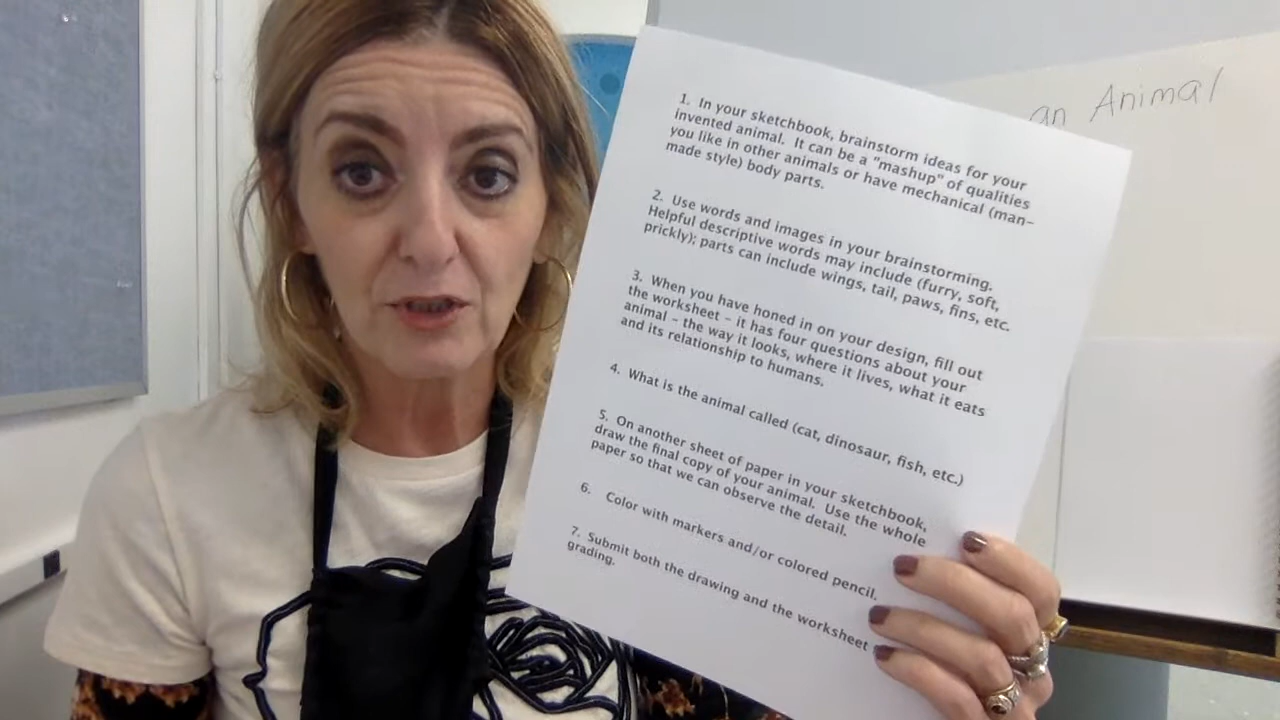 an Animal
1. In your sketchbook, brainstorm ideas for your
invented animal. It can be a "mashup" of qualities
you like in other animals or have mechanical (man-
made style) body parts.
2. Use words and images in your brainstorming.
Helpful descriptive words may include (furry, soft,
prickly); parts can include wings, tail, paws, fins, etc.
3. When you have honed in on your design, fill out
the worksheet - it has four questions about your
animal - the way it looks, where it lives, what it eats
and its relationship to humans.
4. What is the animal called (cat, dinosaur, fish, etc.)
5. On another sheet of paper in your sketchbook,
draw the final copy of your animal. Use the whole
paper so that we can observe the detail.
6. Color with markers and/or colored pencil.
7. Submit both the drawing and the worksheet
grading.